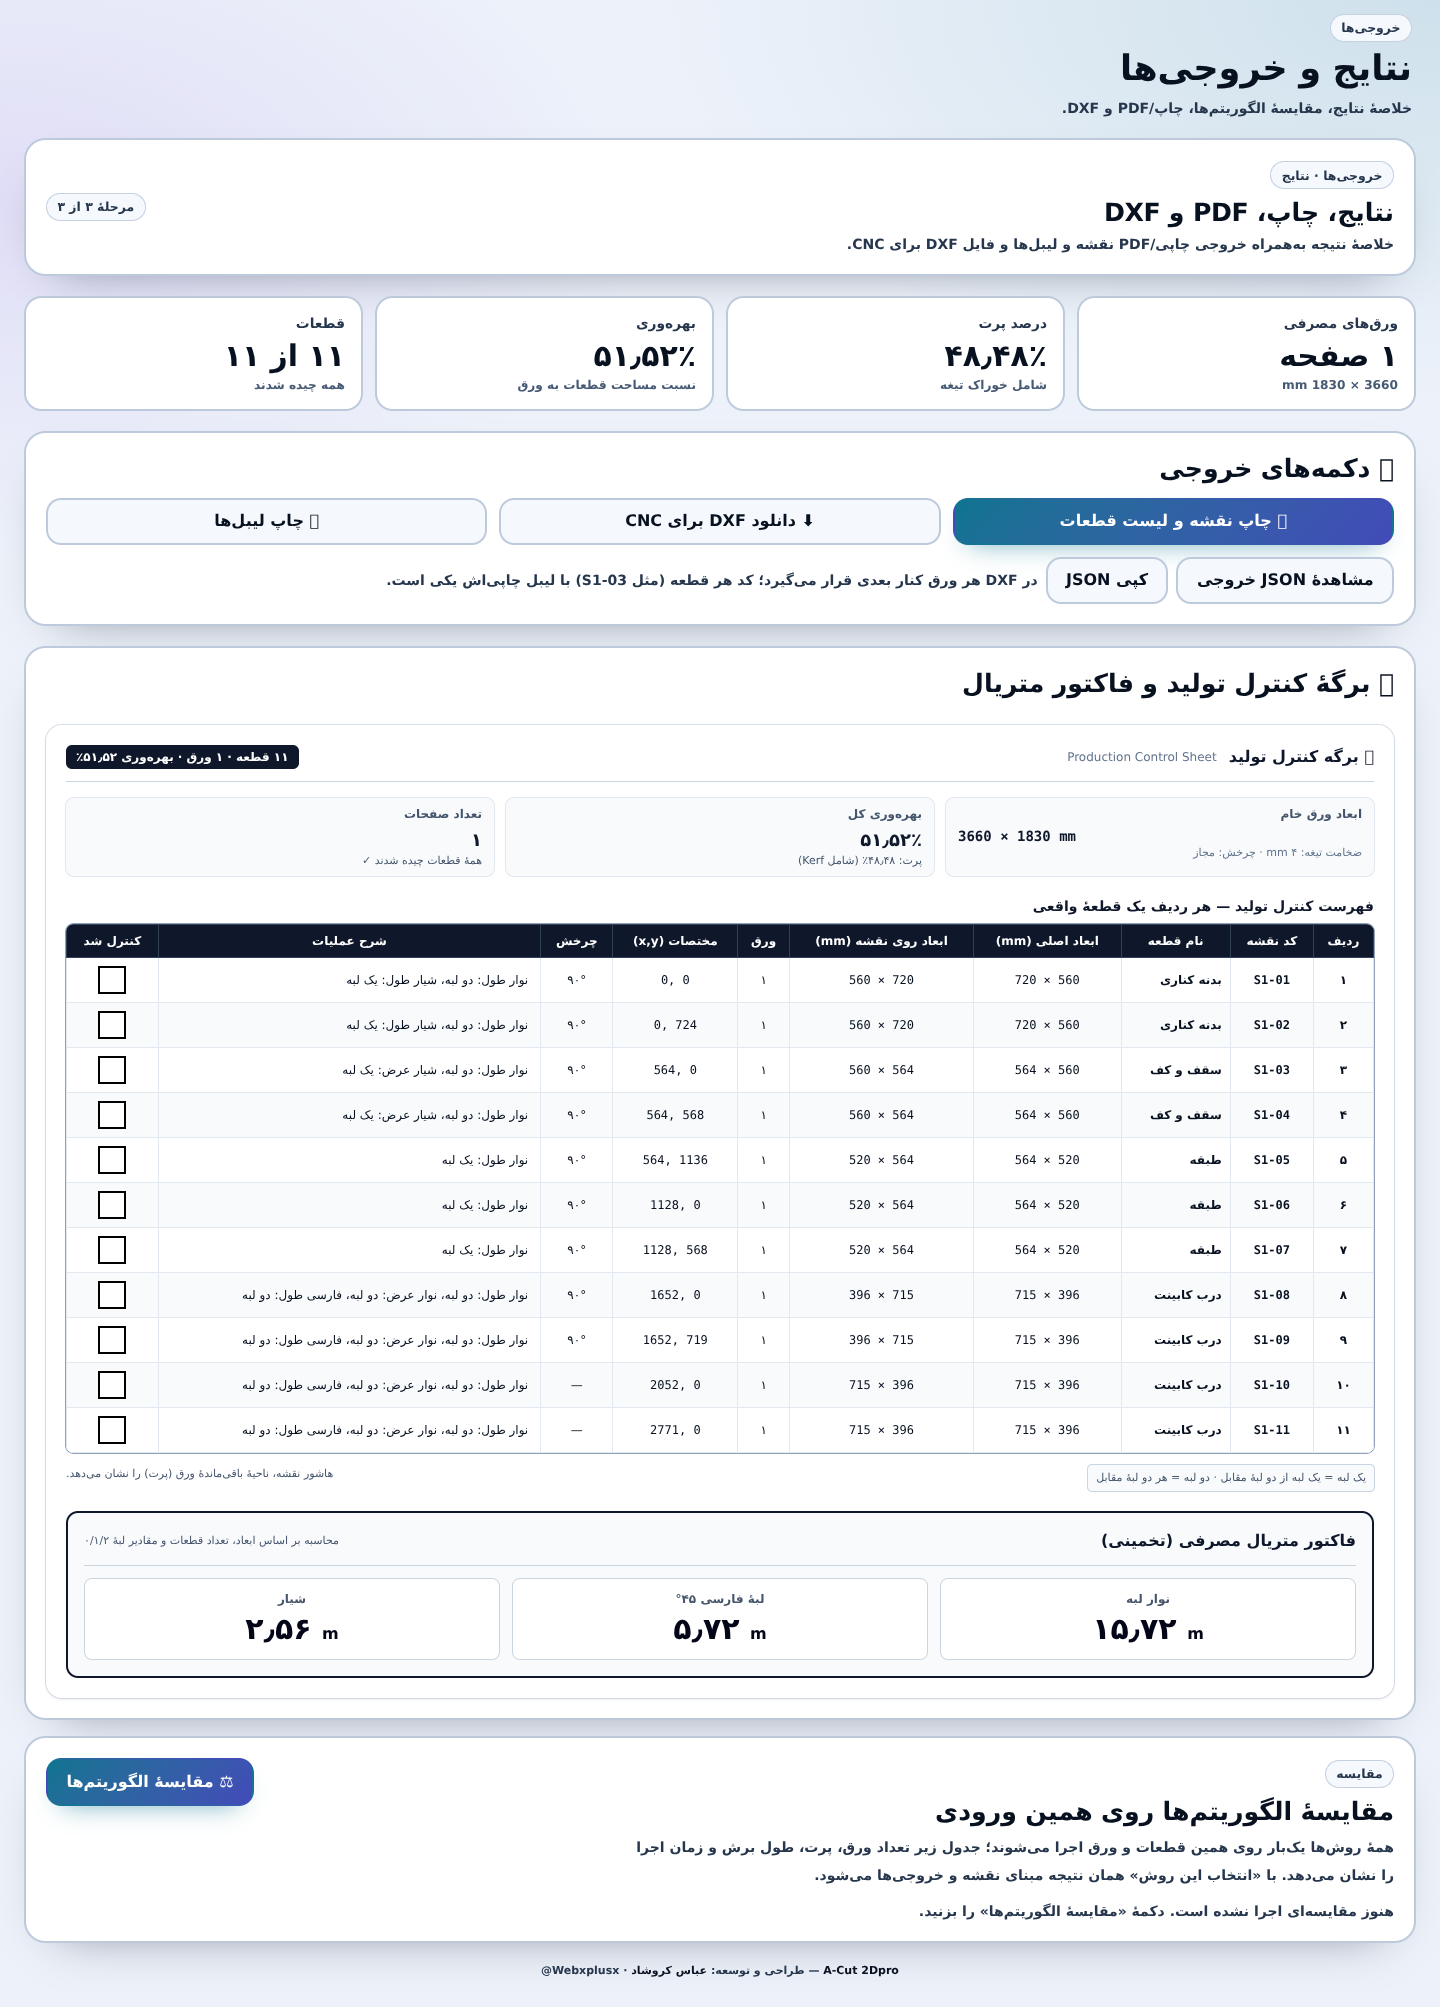 خروجی‌ها
نتایج و خروجی‌ها
خلاصهٔ نتایج، مقایسهٔ الگوریتم‌ها، چاپ/PDF و DXF.
خروجی‌ها · نتایج
نتایج، چاپ، PDF و DXF
خلاصهٔ نتیجه به‌همراه خروجی چاپی/PDF نقشه و لیبل‌ها و فایل DXF برای CNC.
مرحلهٔ ۳ از ۳
ورق‌های مصرفی
۱ صفحه
3660 × 1830 mm
درصد پرت
۴۸٫۴۸٪
شامل خوراک تیغه
بهره‌وری
۵۱٫۵۲٪
نسبت مساحت قطعات به ورق
قطعات
۱۱ از ۱۱
همه چیده شدند
دکمه‌های خروجی
چاپ نقشه و لیست قطعات
⬇ دانلود DXF برای CNC
چاپ لیبل‌ها
مشاهدهٔ JSON خروجی
کپی JSON
در DXF هر ورق کنار بعدی قرار می‌گیرد؛ کد هر قطعه (مثل S1-03) با لیبل چاپی‌اش یکی است.
برگهٔ کنترل تولید و فاکتور متریال
برگه کنترل تولید Production Control Sheet
۱۱ قطعه · ۱ ورق · بهره‌وری ۵۱٫۵۲٪
ابعاد ورق خام
3660 × 1830 mm
ضخامت تیغه: ۴ mm · چرخش: مجاز
بهره‌وری کل
۵۱٫۵۲٪
پرت: ۴۸٫۴۸٪ (شامل Kerf)
تعداد صفحات
۱
همهٔ قطعات چیده شدند ✓
فهرست کنترل تولید — هر ردیف یک قطعهٔ واقعی
ردیف کد نقشه نام قطعه ابعاد اصلی (mm) ابعاد روی نقشه (mm) ورق مختصات (x,y) چرخش شرح عملیات کنترل شد
۱ S1-01 بدنه کناری 720 × 560 560 × 720 ۱ 0, 0 ۹۰° نوار طول: دو لبه، شیار طول: یک لبه
۲ S1-02 بدنه کناری 720 × 560 560 × 720 ۱ 0, 724 ۹۰° نوار طول: دو لبه، شیار طول: یک لبه
۳ S1-03 سقف و کف 564 × 560 560 × 564 ۱ 564, 0 ۹۰° نوار طول: دو لبه، شیار عرض: یک لبه
۴ S1-04 سقف و کف 564 × 560 560 × 564 ۱ 564, 568 ۹۰° نوار طول: دو لبه، شیار عرض: یک لبه
۵ S1-05 طبقه 564 × 520 520 × 564 ۱ 564, 1136 ۹۰° نوار طول: یک لبه
۶ S1-06 طبقه 564 × 520 520 × 564 ۱ 1128, 0 ۹۰° نوار طول: یک لبه
۷ S1-07 طبقه 564 × 520 520 × 564 ۱ 1128, 568 ۹۰° نوار طول: یک لبه
۸ S1-08 درب کابینت 715 × 396 396 × 715 ۱ 1652, 0 ۹۰° نوار طول: دو لبه، نوار عرض: دو لبه، فارسی طول: دو لبه
۹ S1-09 درب کابینت 715 × 396 396 × 715 ۱ 1652, 719 ۹۰° نوار طول: دو لبه، نوار عرض: دو لبه، فارسی طول: دو لبه
۱۰ S1-10 درب کابینت 715 × 396 715 × 396 ۱ 2052, 0 — نوار طول: دو لبه، نوار عرض: دو لبه، فارسی طول: دو لبه
۱۱ S1-11 درب کابینت 715 × 396 715 × 396 ۱ 2771, 0 — نوار طول: دو لبه، نوار عرض: دو لبه، فارسی طول: دو لبه
یک لبه = یک لبه از دو لبهٔ مقابل · دو لبه = هر دو لبهٔ مقابل
هاشور نقشه، ناحیهٔ باقی‌ماندهٔ ورق (پرت) را نشان می‌دهد.
فاکتور متریال مصرفی (تخمینی)
محاسبه بر اساس ابعاد، تعداد قطعات و مقادیر لبهٔ ۰/۱/۲
نوار لبه
۱۵٫۷۲ m
لبهٔ فارسی ۴۵°
۵٫۷۲ m
شیار
۲٫۵۶ m
مقایسه
مقایسهٔ الگوریتم‌ها روی همین ورودی
⚖ مقایسهٔ الگوریتم‌ها
همهٔ روش‌ها یک‌بار روی همین قطعات و ورق اجرا می‌شوند؛ جدول زیر تعداد ورق، پرت، طول برش و زمان اجرا
را نشان می‌دهد. با «انتخاب این روش» همان نتیجه مبنای نقشه و خروجی‌ها می‌شود.
هنوز مقایسه‌ای اجرا نشده است. دکمهٔ «مقایسهٔ الگوریتم‌ها» را بزنید.
A-Cut 2Dpro — طراحی و توسعه: عباس کروشاد · @Webxplusx